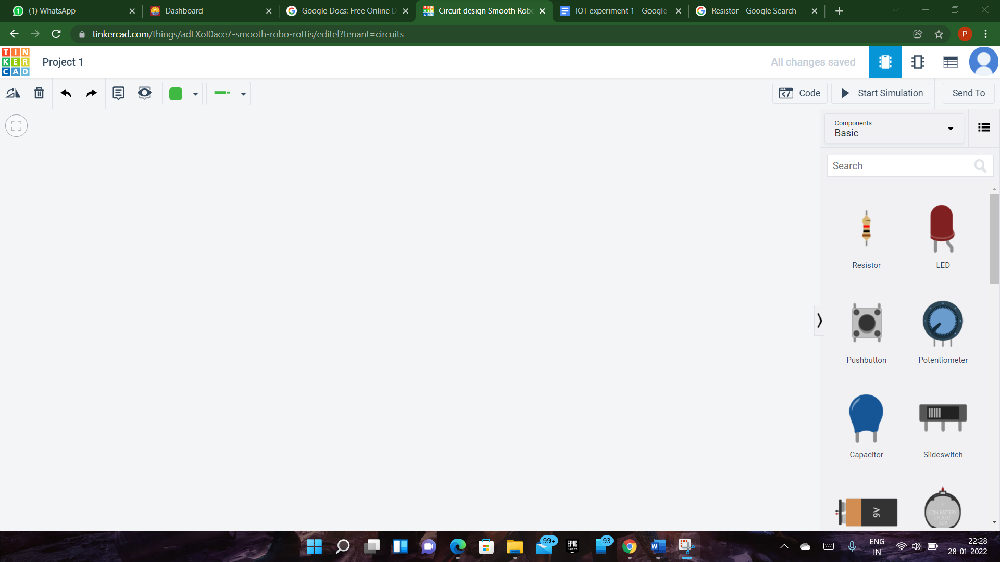 (1) WhatsApp
Dashboard
Google Docs: Free Online D
Circuit design Smooth Robo
IOT experiment 1 - Google
Resistor - Google Search
tinkercad.com/things/adLXoI0ace7-smooth-robo-rottis/editel?tenant=circuits
P
TIN
KER
CAD
Project 1
All changes saved
Code
Start Simulation
Send To
Components
Basic
Search
Resistor
LED
Pushbutton
Potentiometer
Capacitor
Slideswitch
9V
COIN BATTERY
CR 2032
3.0V
99+
EPIC
GAMES
93
W
ENG
IN
22:28
28-01-2022